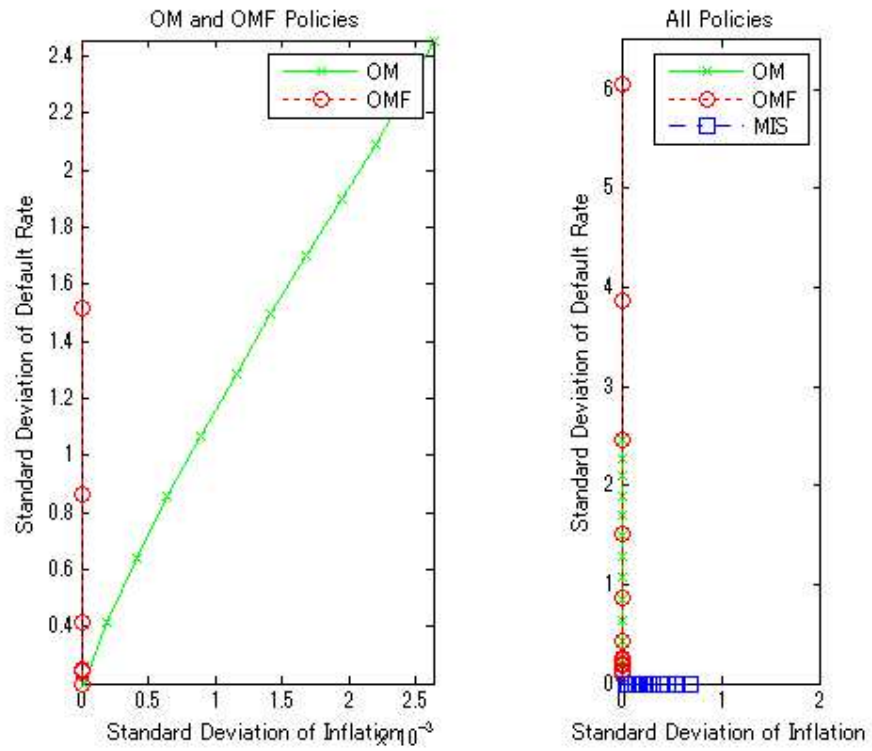 OM and OMF Policies
OM
OMF
Standard Deviation of Default Rate
2.4
2.2
2
1.8
1.6
1.4
1.2
1
0.8
0.6
0.4
0
0.5
1
1.5
2
2.5
Standard Deviation of Inflation
× 10⁻³
All Policies
OM
OMF
MIS
Standard Deviation of Default Rate
6
5
4
3
2
1
0
0
1
2
Standard Deviation of Inflation